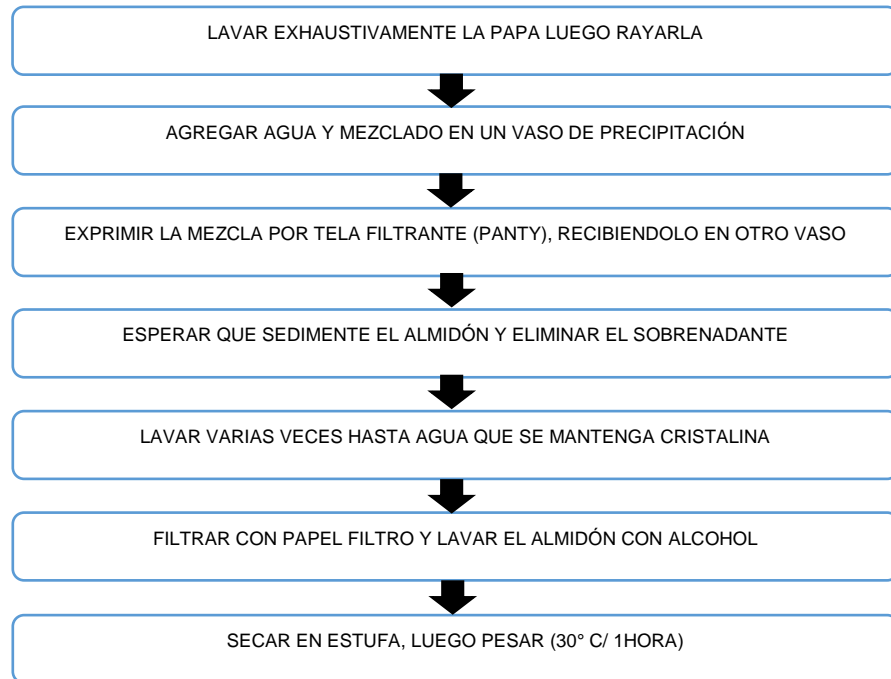 LAVAR EXHAUSTIVAMENTE LA PAPA LUEGO RAYARLA
AGREGAR AGUA Y MEZCLADO EN UN VASO DE PRECIPITACIÓN
EXPRIMIR LA MEZCLA POR TELA FILTRANTE (PANTY), RECIBIENDOLO EN OTRO VASO
ESPERAR QUE SEDIMENTE EL ALMIDÓN Y ELIMINAR EL SOBRENADANTE
LAVAR VARIAS VECES HASTA AGUA QUE SE MANTENGA CRISTALINA
FILTRAR CON PAPEL FILTRO Y LAVAR EL ALMIDÓN CON ALCOHOL
SECAR EN ESTUFA, LUEGO PESAR (30° C/ 1HORA)